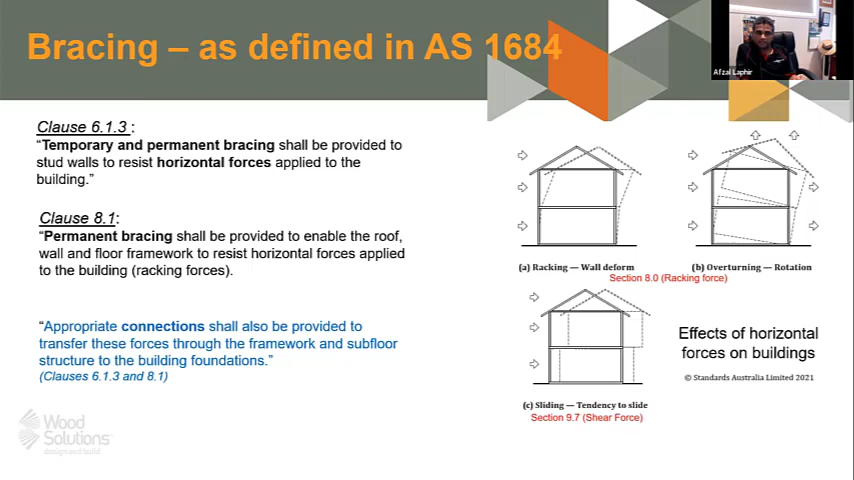 Bracing – as defined in AS 1684
Afzal Laphir
Clause 6.1.3 :
“Temporary and permanent bracing shall be provided to
stud walls to resist horizontal forces applied to the
building.”
Clause 8.1:
“Permanent bracing shall be provided to enable the roof,
wall and floor framework to resist horizontal forces applied
to the building (racking forces).
“Appropriate connections shall also be provided to
transfer these forces through the framework and subfloor
structure to the building foundations.”
(Clauses 6.1.3 and 8.1)
(a) Racking — Wall deform
(b) Overturning — Rotation
Section 8.0 (Racking force)
(c) Sliding — Tendency to slide
Section 9.7 (Shear Force)
Effects of horizontal
forces on buildings
© Standards Australia Limited 2021
Wood
Solutions
design and build